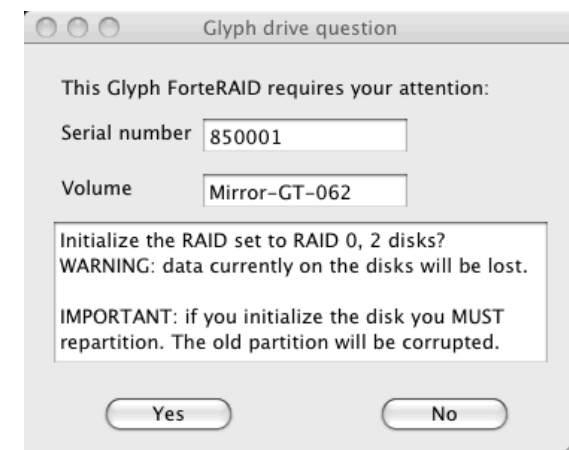 Glyph drive question
This Glyph ForteRAID requires your attention:
Serial number 850001
Volume Mirror-GT-062
Initialize the RAID set to RAID 0, 2 disks?
WARNING: data currently on the disks will be lost.
IMPORTANT: if you initialize the disk you MUST
repartition. The old partition will be corrupted.
Yes No